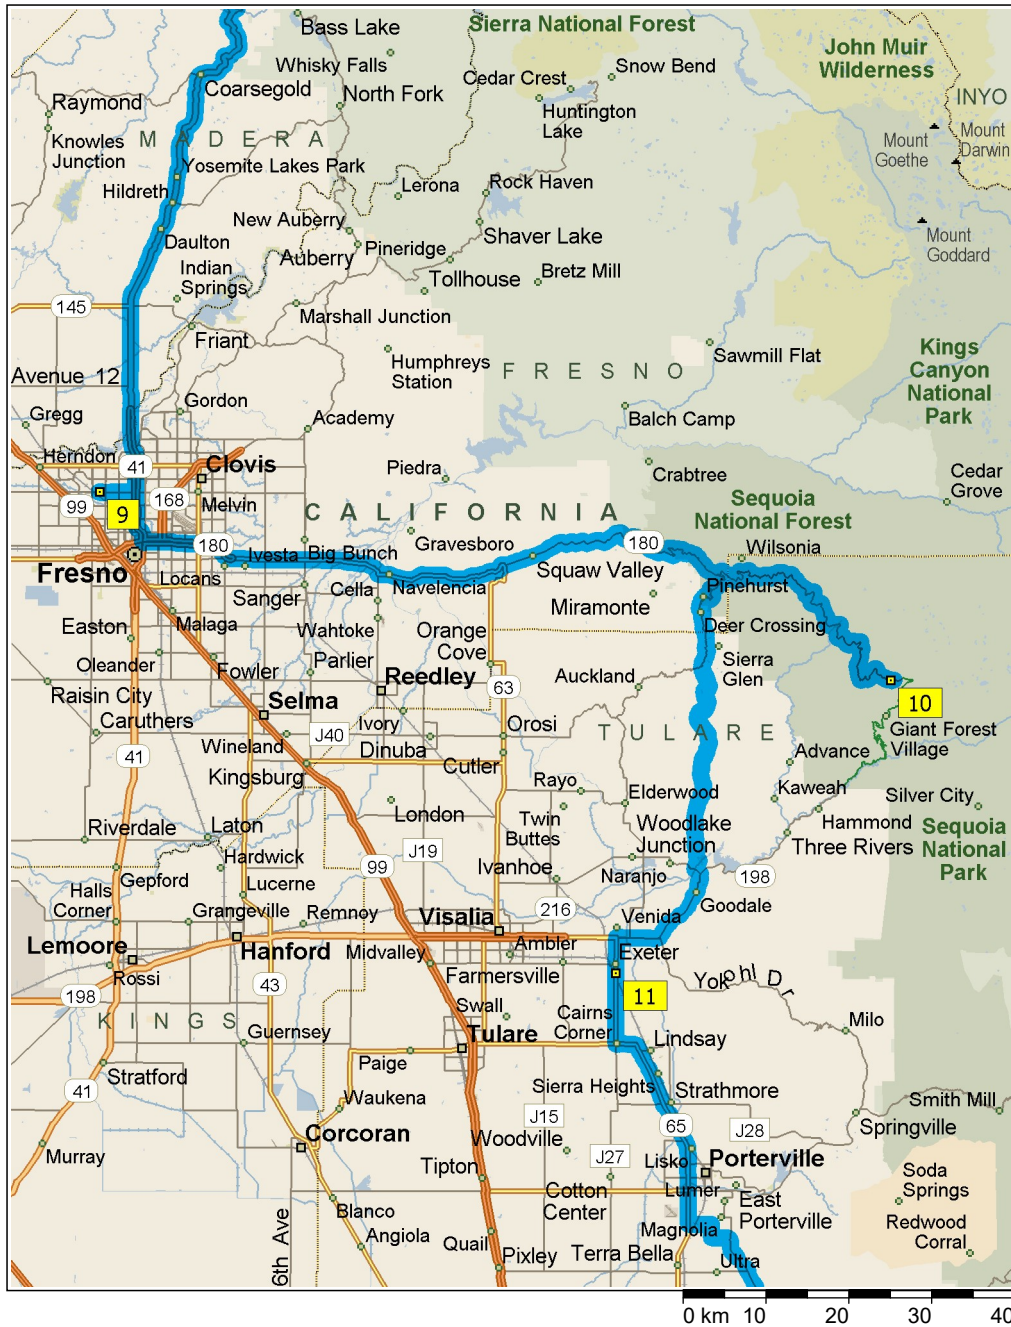 Bass Lake
Sierra National Forest
John Muir
Wilderness
Whisky Falls
Cedar Crest
Snow Bend
Coarsegold
North Fork
INYO
Raymond
Huntington
Lake
Mount
Darwin
Mount
Goethe
Knowles
Junction
MADERA
Yosemite Lakes Park
Hildreth
Lerona
Rock Haven
New Auberry
Daulton
Auberry
Pineridge
Shaver Lake
Mount
Goddard
Indian
Springs
Tollhouse
Bretz Mill
145
Marshall Junction
Friant
Humphreys
Station
Sawmill Flat
Kings
Canyon
National
Park
FRESNO
Avenue 12
Gordon
Gregg
Academy
Balch Camp
Herndon
41
Clovis
Piedra
Crabtree
Cedar
Grove
99
168
Melvin
9
CALIFORNIA
Sequoia
National Forest
180
Gravesboro
180
Wilsonia
Ivesta
Big Bunch
Fresno
Locans
Squaw Valley
Sanger
Cella
Navelencia
Pinehurst
Miramonte
Easton
Malaga
Wahtoke
Orange
Cove
Deer Crossing
Oleander
Fowler
Parlier
Sierra
Glen
Reedley
63
Auckland
Raisin City
Selma
10
Caruthers
Ivory
Orosi
TULARE
Giant Forest
Village
J40
Wineland
Dinuba
41
Advance
Kingsburg
Cutler
Rayo
Elderwood
Kaweah
Silver City
London
Twin
Buttes
Woodlake
Junction
Hammond
Three Rivers
Sequoia
National
Park
Riverdale
Laton
J19
Hardwick
99
Ivanhoe
Gepford
Naranjo
198
Halls
Corner
Lucerne
Grangeville
Remnoy
Visalia
216
Venida
Goodale
Lemoore
Hanford
Midvalley
Ambler
Exeter
Rossi
Farmersville
Yokohl Dr
198
43
11
Swall
Cairns
Corner
KINGS
Guernsey
Tulare
Lindsay
Milo
Paige
Stratford
Sierra Heights
Strathmore
41
Waukena
Smith Mill
J15
65
J28
Springville
Corcoran
Woodville
Murray
J27
Lisko
Porterville
Tipton
Soda
Springs
Cotton
Center
Lumer
East
Porterville
Blanco
Redwood
Corral
6th Ave
Angiola
Quail
Magnolia
Pixley
Terra Bella
Ultra
0 km 10 20 30 40